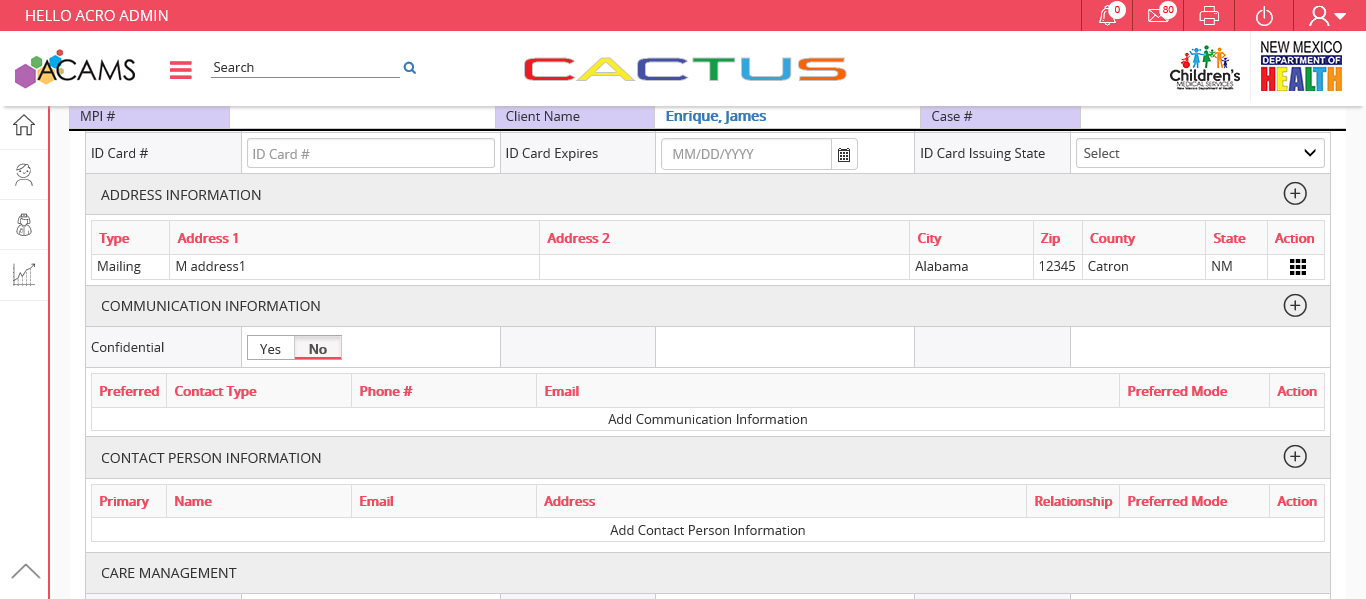 HELLO ACRO ADMIN
0
80
ACAMS
Search
CACTUS
Children's
MEDICAL SERVICES
New Mexico Department of Health
NEW MEXICO
DEPARTMENT OF
HEALTH
MPI # Client Name Enrique, James Case #
ID Card # ID Card # ID Card Expires MM/DD/YYYY ID Card Issuing State Select
ADDRESS INFORMATION
Type Address 1 Address 2 City Zip County State Action
Mailing M address1 Alabama 12345 Catron NM
COMMUNICATION INFORMATION
Confidential Yes No
Preferred Contact Type Phone # Email Preferred Mode Action
Add Communication Information
CONTACT PERSON INFORMATION
Primary Name Email Address Relationship Preferred Mode Action
Add Contact Person Information
CARE MANAGEMENT